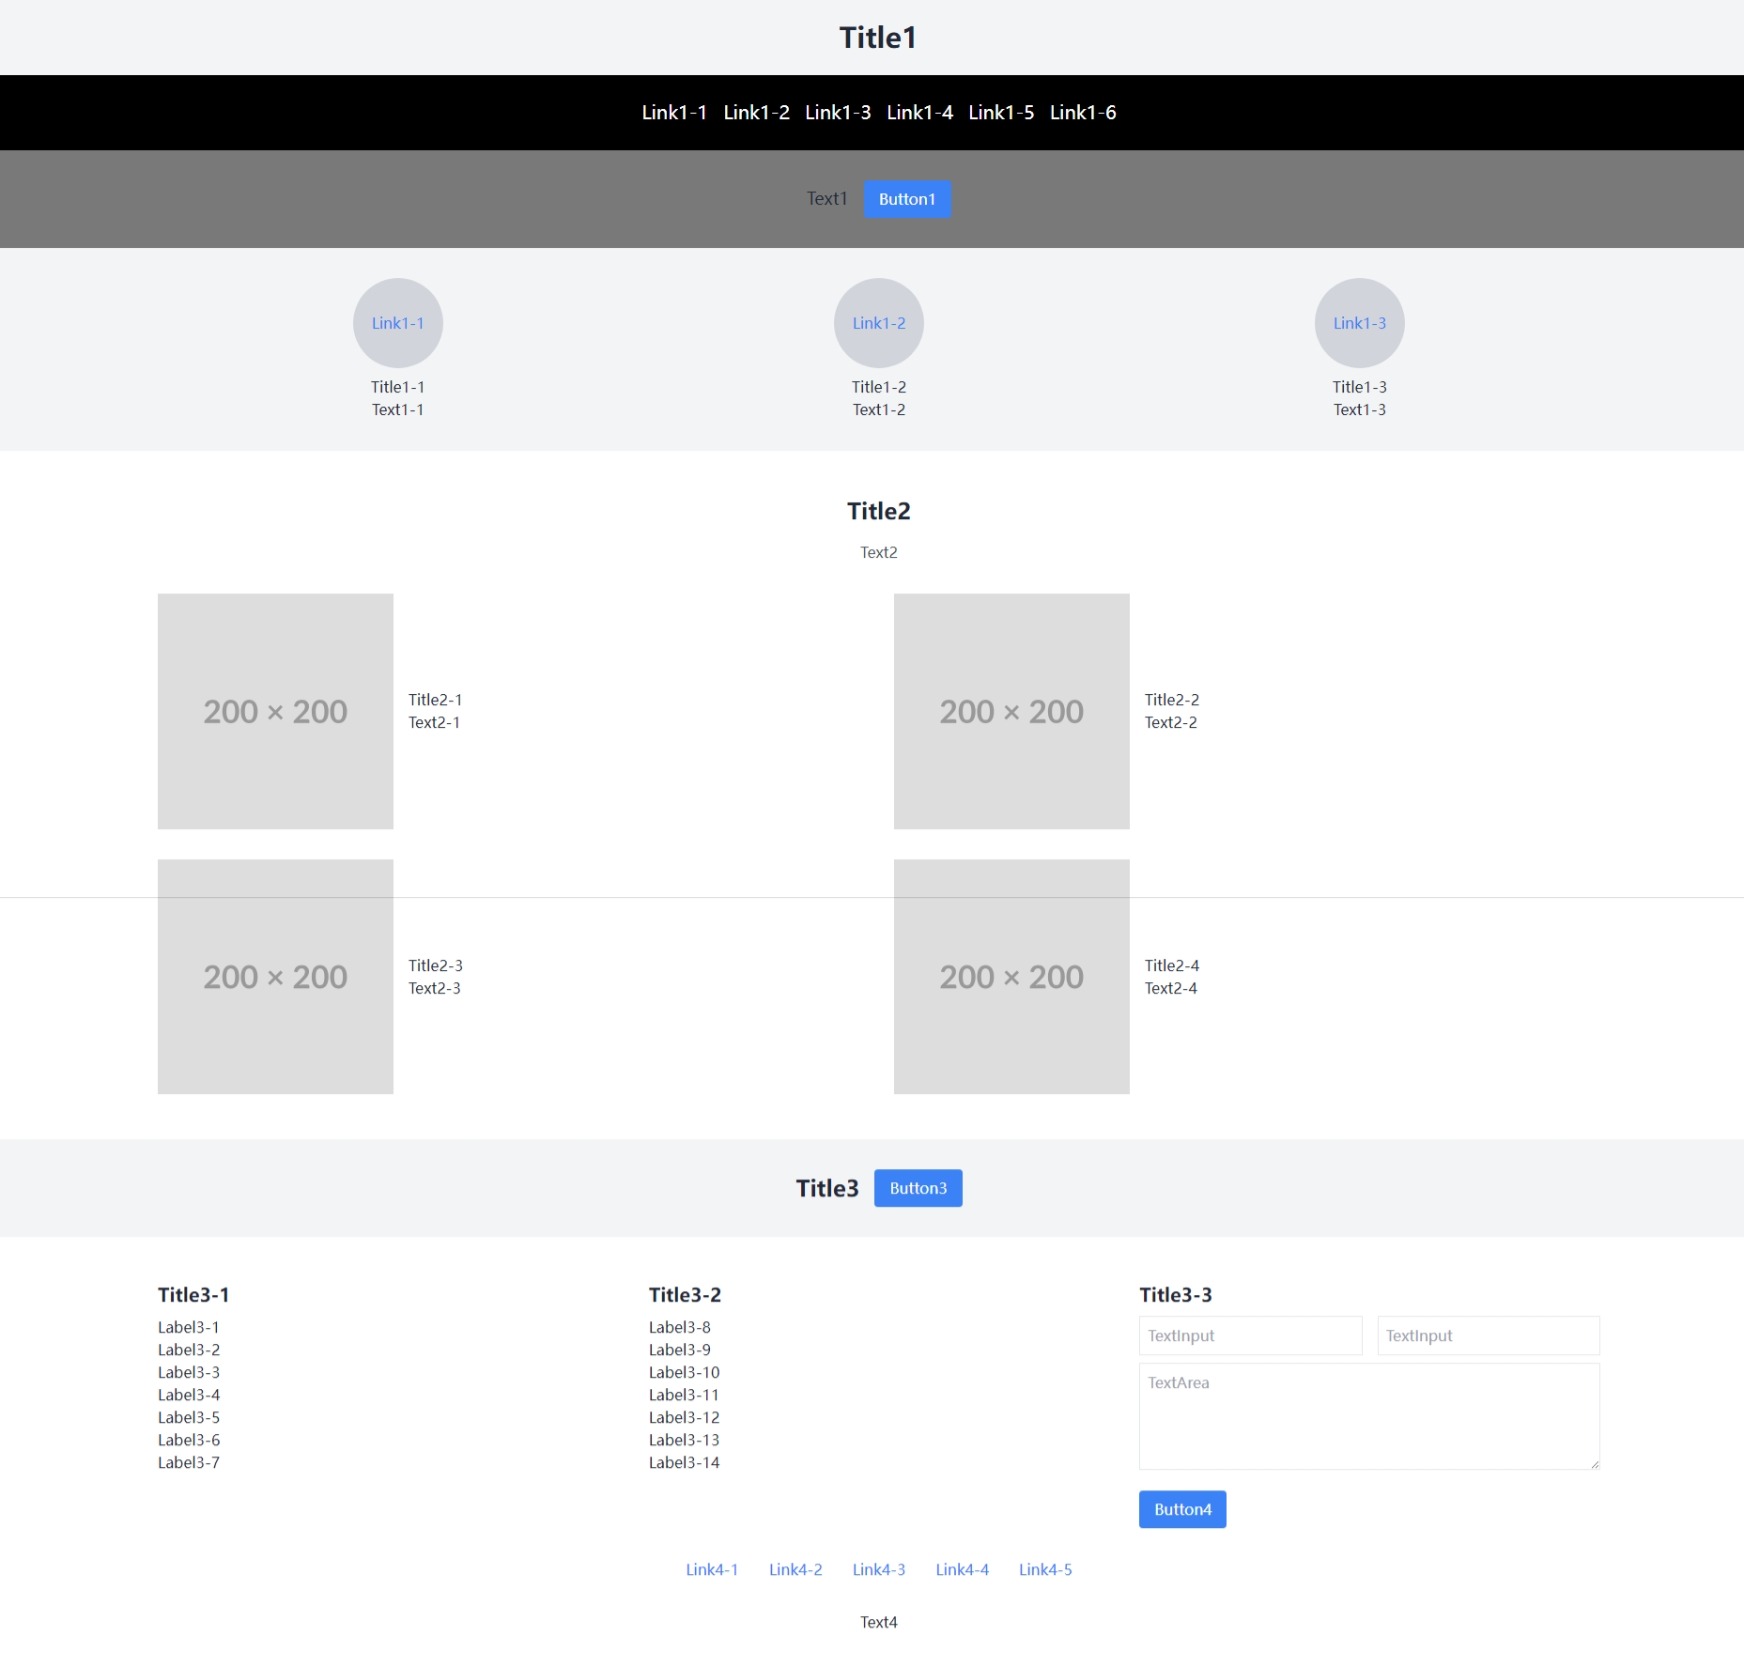 Title1
Link1-1 Link1-2 Link1-3 Link1-4 Link1-5 Link1-6
Text1 Button1
Link1-1
Title1-1
Text1-1
Link1-2
Title1-2
Text1-2
Link1-3
Title1-3
Text1-3
Title2
Text2
200 × 200
Title2-1
Text2-1
200 × 200
Title2-2
Text2-2
200 × 200
Title2-3
Text2-3
200 × 200
Title2-4
Text2-4
Title3 Button3
Title3-1
Label3-1
Label3-2
Label3-3
Label3-4
Label3-5
Label3-6
Label3-7
Title3-2
Label3-8
Label3-9
Label3-10
Label3-11
Label3-12
Label3-13
Label3-14
Title3-3
TextInput TextInput
TextArea
Button4
Link4-1 Link4-2 Link4-3 Link4-4 Link4-5
Text4